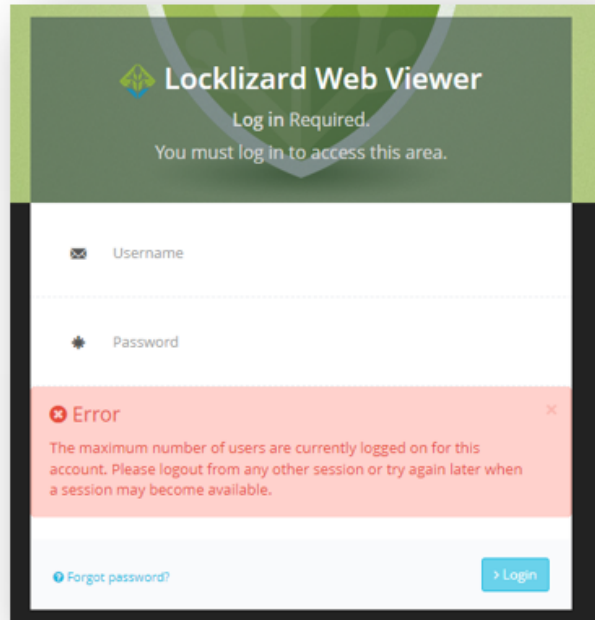 Locklizard Web Viewer
Log in Required.
You must log in to access this area.
Username
Password
Error
×
The maximum number of users are currently logged on for this
account. Please logout from any other session or try again later when
a session may become available.
Forgot password?
> Login